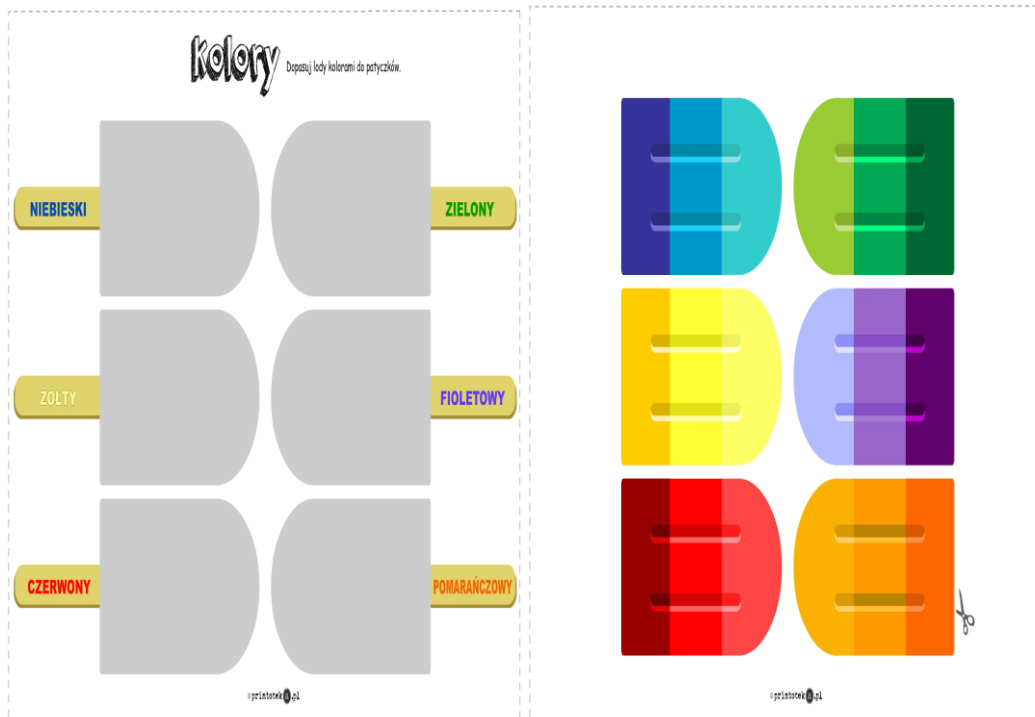 kolory Dopasuj lody kolorami do patyczków.
NIEBIESKI
ZIELONY
ŻÓŁTY
FIOLETOWY
CZERWONY
POMARAŃCZOWY
©printoteka.pl
©printoteka.pl